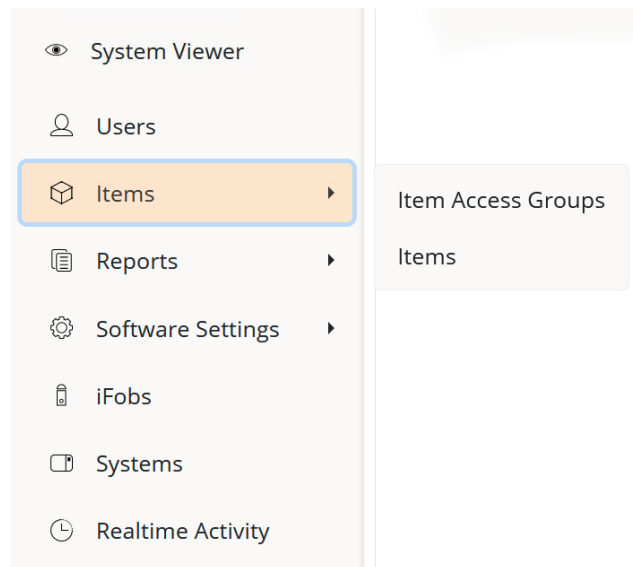 System Viewer
Users
Items
Item Access Groups
Items
Reports
Software Settings
iFobs
Systems
Realtime Activity